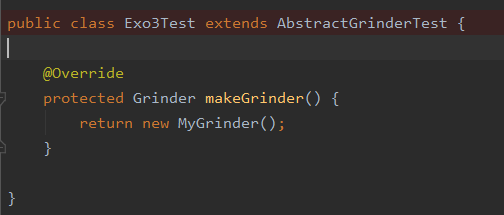 public class Exo3Test extends AbstractGrinderTest {
@Override
protected Grinder makeGrinder() {
return new MyGrinder();
}
}